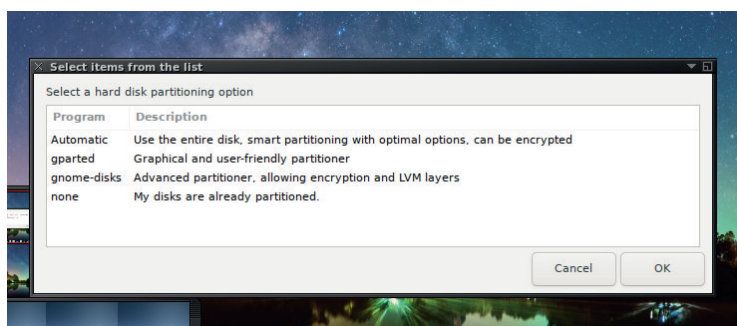 Select items from the list
Select a hard disk partitioning option
Program Description
Automatic Use the entire disk, smart partitioning with optimal options, can be encrypted
gparted Graphical and user-friendly partitioner
gnome-disks Advanced partitioner, allowing encryption and LVM layers
none My disks are already partitioned.
Cancel OK